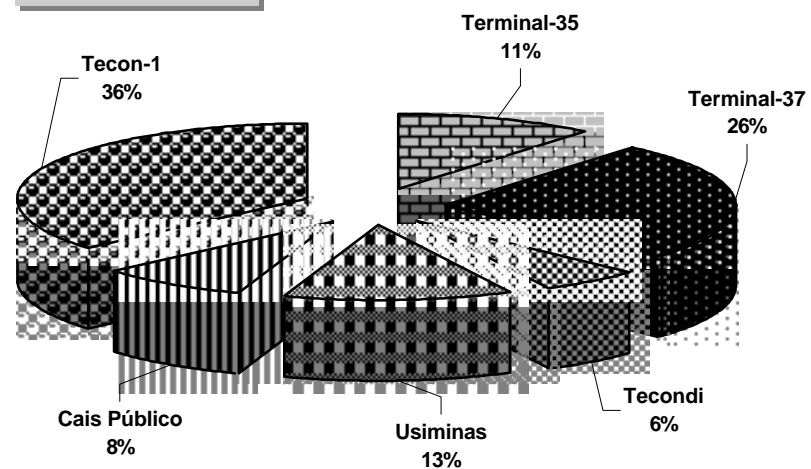 Terminal-35
11%
Tecon-1
36%
Terminal-37
26%
Tecondi
6%
Cais Público
8%
Usiminas
13%